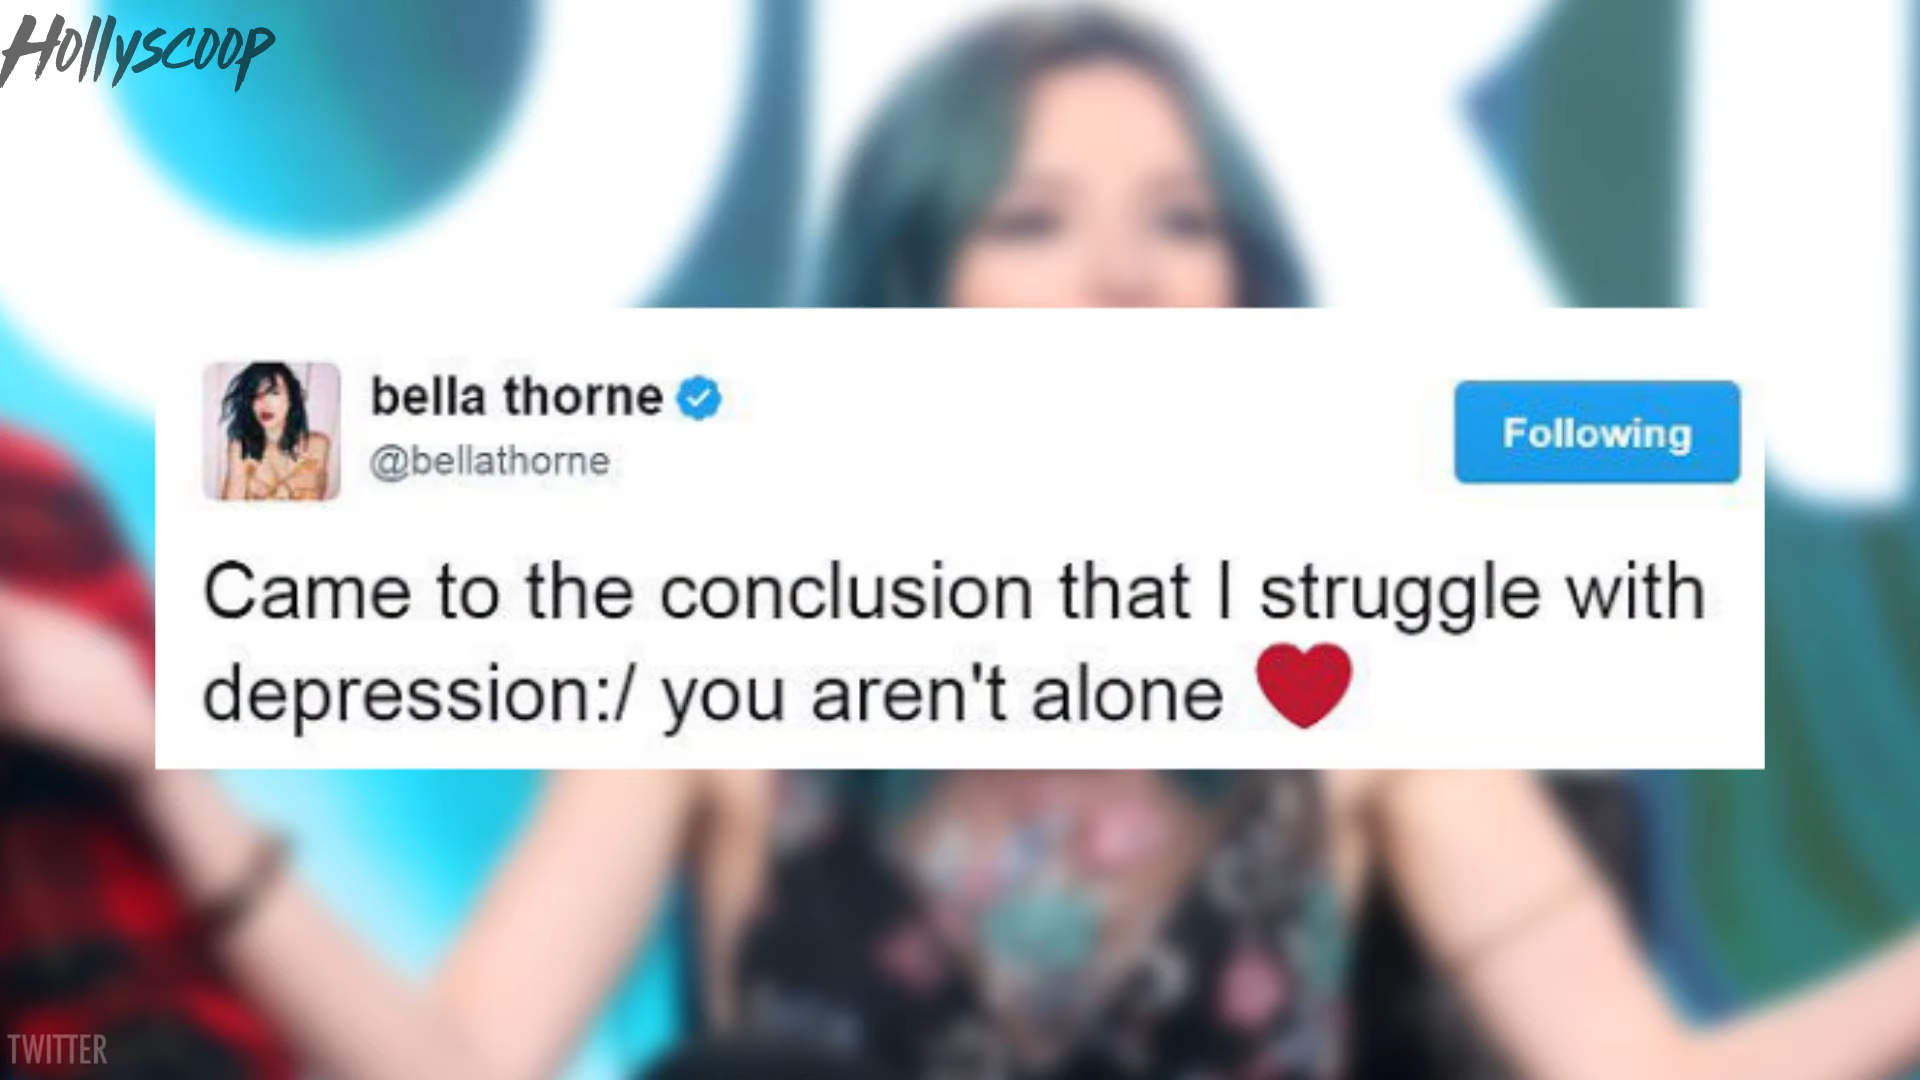 Hollyscoop
bella thorne
@bellathorne
Following
Came to the conclusion that I struggle with
depression:/ you aren't alone ❤
TWITTER